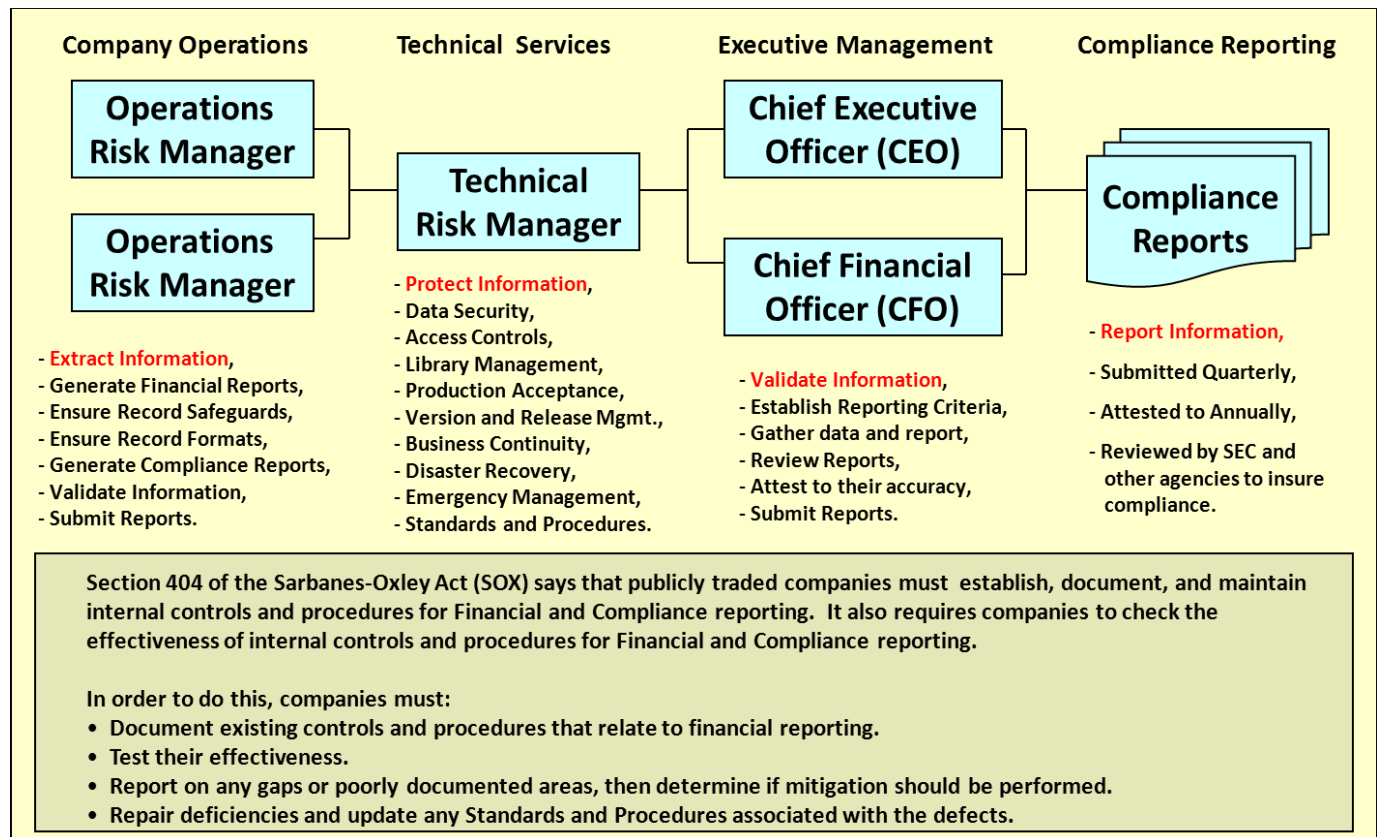 Company Operations
Technical Services
Executive Management
Compliance Reporting
Operations
Risk Manager
Operations
Risk Manager
Technical
Risk Manager
Chief Executive
Officer (CEO)
Chief Financial
Officer (CFO)
Compliance
Reports
- Extract Information,
- Generate Financial Reports,
- Ensure Record Safeguards,
- Ensure Record Formats,
- Generate Compliance Reports,
- Validate Information,
- Submit Reports.
- Protect Information,
- Data Security,
- Access Controls,
- Library Management,
- Production Acceptance,
- Version and Release Mgmt.,
- Business Continuity,
- Disaster Recovery,
- Emergency Management,
- Standards and Procedures.
- Validate Information,
- Establish Reporting Criteria,
- Gather data and report,
- Review Reports,
- Attest to their accuracy,
- Submit Reports.
- Report Information,
- Submitted Quarterly,
- Attested to Annually,
- Reviewed by SEC and
other agencies to insure
compliance.
Section 404 of the Sarbanes-Oxley Act (SOX) says that publicly traded companies must establish, document, and maintain
internal controls and procedures for Financial and Compliance reporting. It also requires companies to check the
effectiveness of internal controls and procedures for Financial and Compliance reporting.
In order to do this, companies must:
• Document existing controls and procedures that relate to financial reporting.
• Test their effectiveness.
• Report on any gaps or poorly documented areas, then determine if mitigation should be performed.
• Repair deficiencies and update any Standards and Procedures associated with the defects.